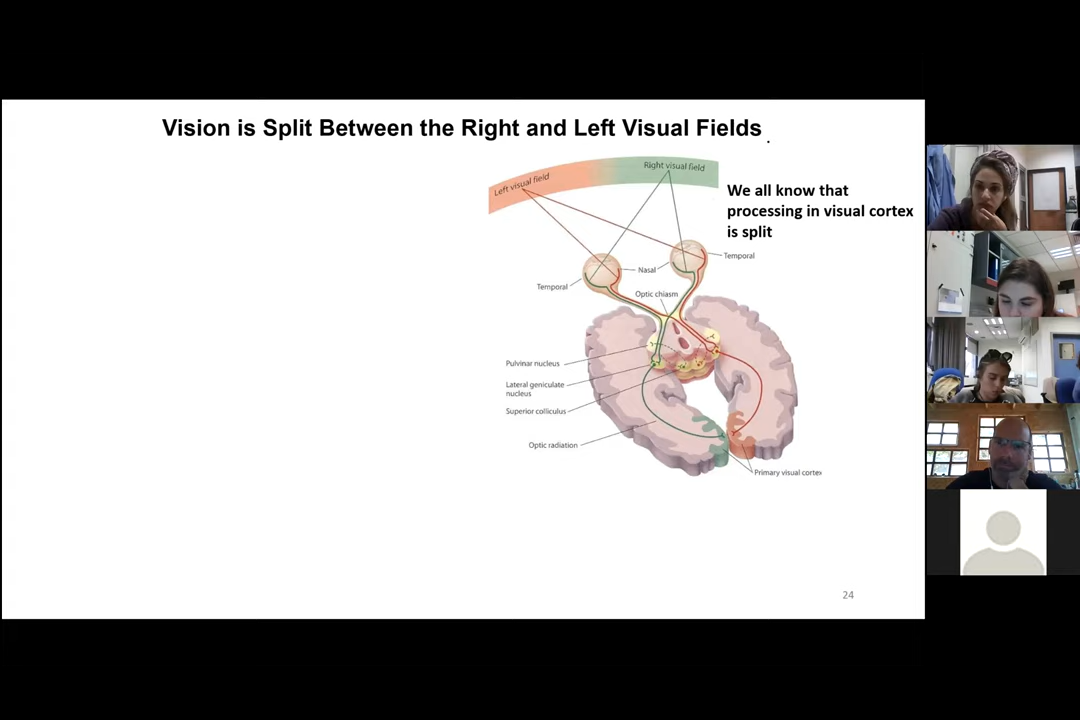 Vision is Split Between the Right and Left Visual Fields
Left visual field
Right visual field
We all know that
processing in visual cortex
is split
Temporal
Nasal
Temporal
Optic chiasm
Pulvinar nucleus
Lateral geniculate
nucleus
Superior colliculus
Optic radiation
Primary visual cortex
24